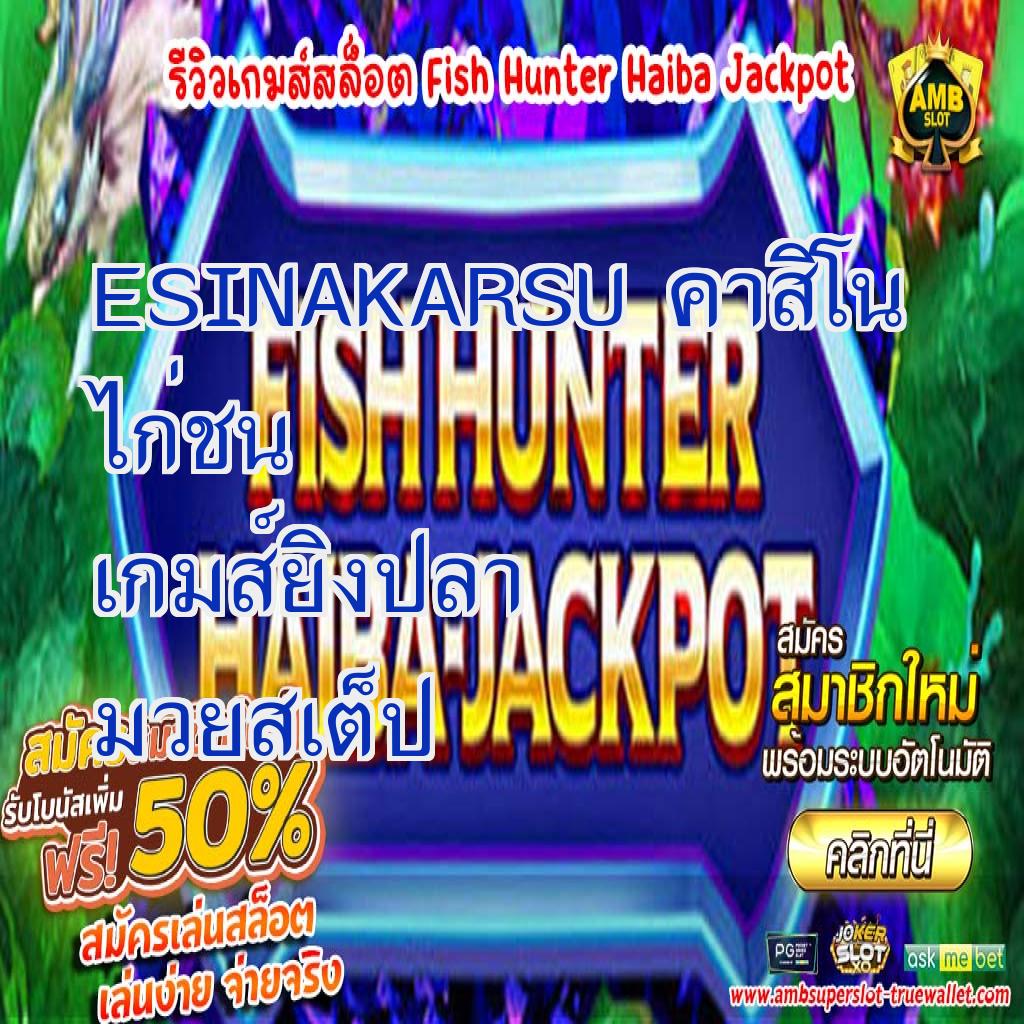 รีวิวเกมส์สล็อต Fish Hunter Haiba Jackpot
AMB
SLOT
ESINAKARSU คาสิโน
ไก่ชน
เกมส์ยิงปลา
มวยสเต็ป
FISH HUNTER
HAIBA JACKPOT
สมัคร
สมาชิกใหม่
พร้อมระบบอัตโนมัติ
คลิกที่นี่
สมัคร
รับโบนัสเพิ่ม
ฟรี! 50%
สมัครเล่นสล็อต
เล่นง่าย จ่ายจริง
PG
JOKER
SLOT
XO
ask me bet
www.ambsuperslot-truewallet.com